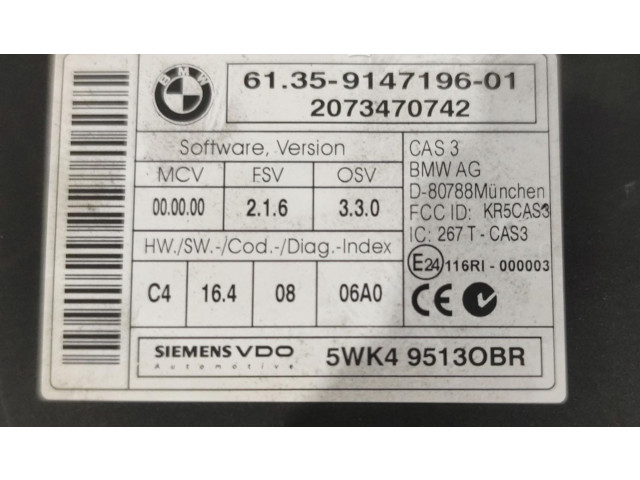 BMW
61.35-9147196-01
2073470742
Software, Version
MCV FSV OSV
00.00.00 2.1.6 3.3.0
HW./SW.-/Cod.-/Diag.-Index
C4 16.4 08 06A0
CAS 3
BMW AG
D-80788München
FCC ID: KR5CAS3
IC: 267 T - CAS3
E24 116RI - 000003
CE
SIEMENS VDO
Automotive
5WK4 9513OBR